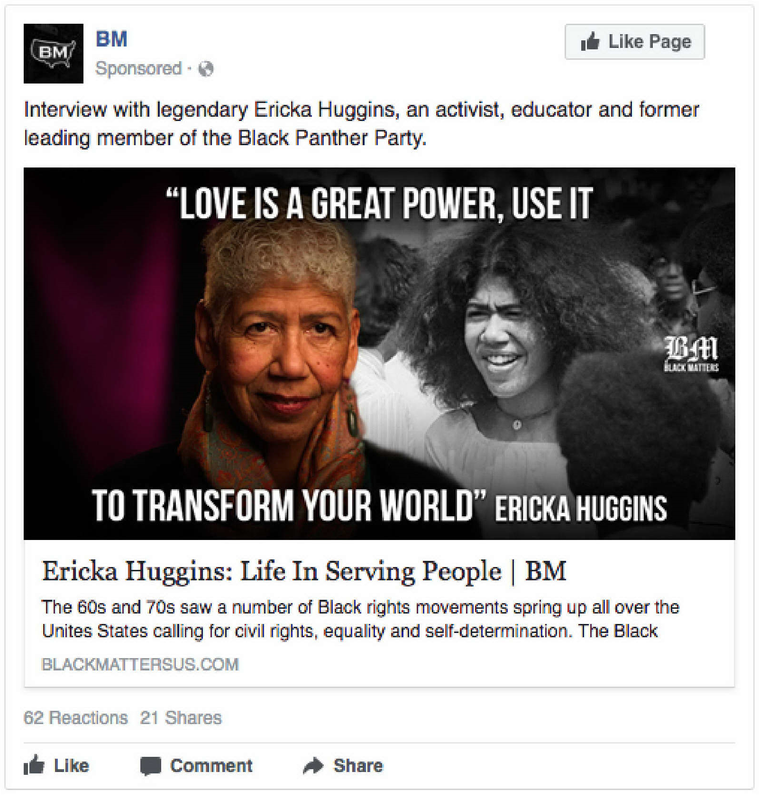 BM
BM
Sponsored ·
Like Page
Interview with legendary Ericka Huggins, an activist, educator and former
leading member of the Black Panther Party.
“LOVE IS A GREAT POWER, USE IT
BM
BLACK MATTERS
TO TRANSFORM YOUR WORLD” ERICKA HUGGINS
Ericka Huggins: Life In Serving People | BM
The 60s and 70s saw a number of Black rights movements spring up all over the
Unites States calling for civil rights, equality and self-determination. The Black
BLACKMATTERSUS.COM
62 Reactions 21 Shares
Like Comment Share